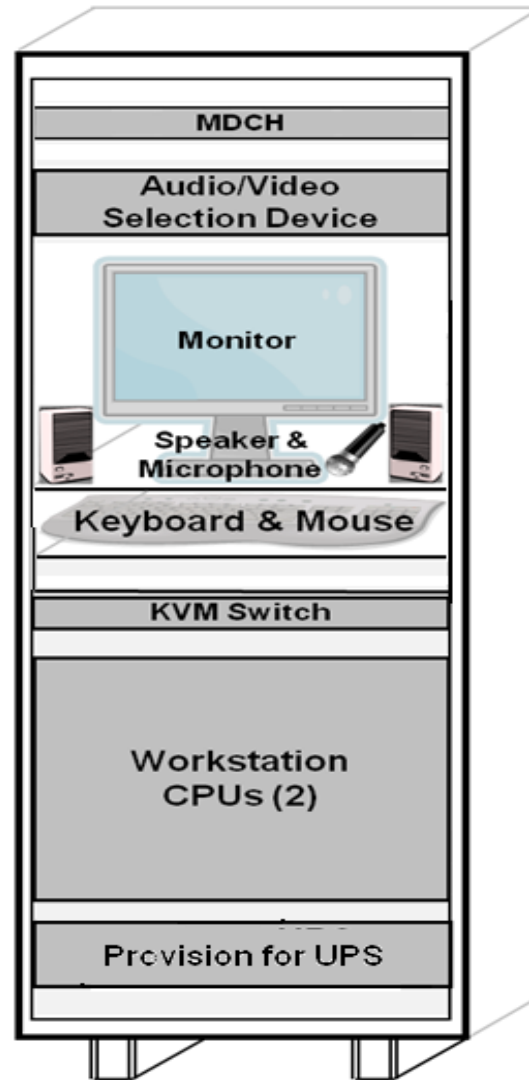 MDCH
Audio/Video
Selection Device
Monitor
Speaker &
Microphone
Keyboard & Mouse
KVM Switch
Workstation
CPUs (2)
Provision for UPS